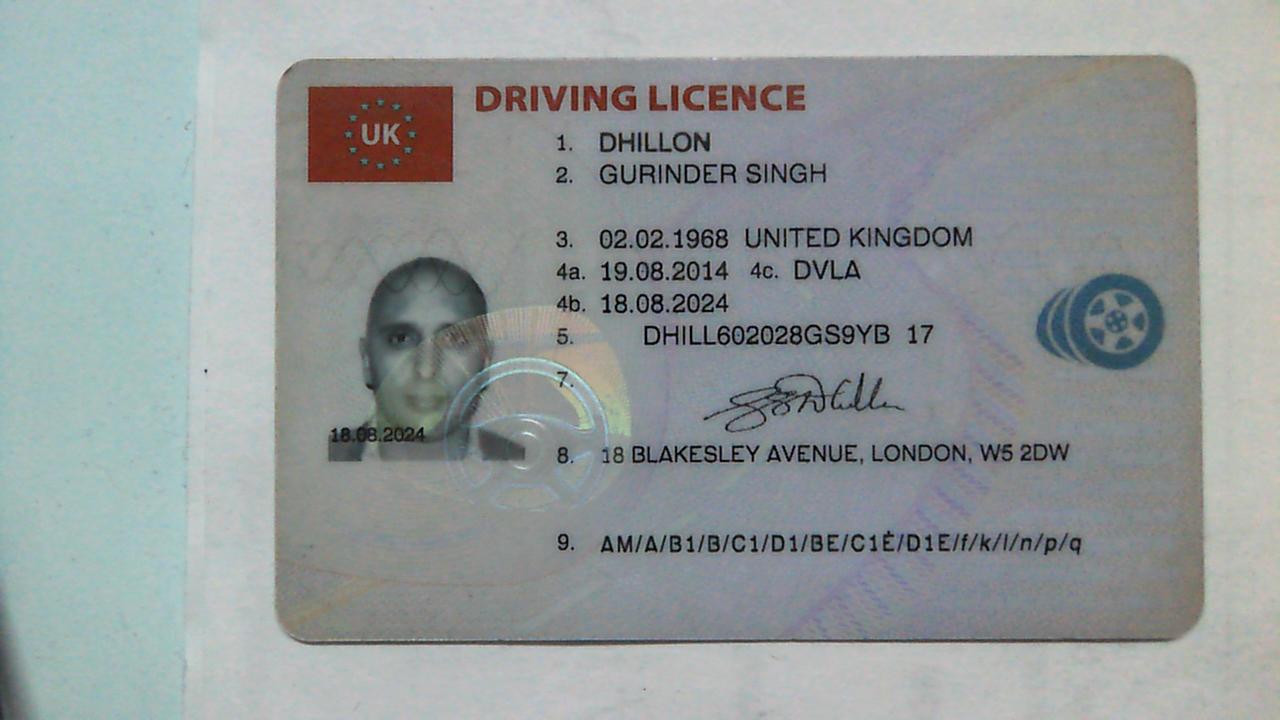 UK
DRIVING LICENCE
1. DHILLON
2. GURINDER SINGH
3. 02.02.1968 UNITED KINGDOM
4a. 19.08.2014 4c. DVLA
4b. 18.08.2024
5. DHILL602028GS9YB 17
7.
18.08.2024
8. 18 BLAKESLEY AVENUE, LONDON, W5 2DW
9. AM/A/B1/B/C1/D1/BE/C1E/D1E/f/k/l/n/p/q